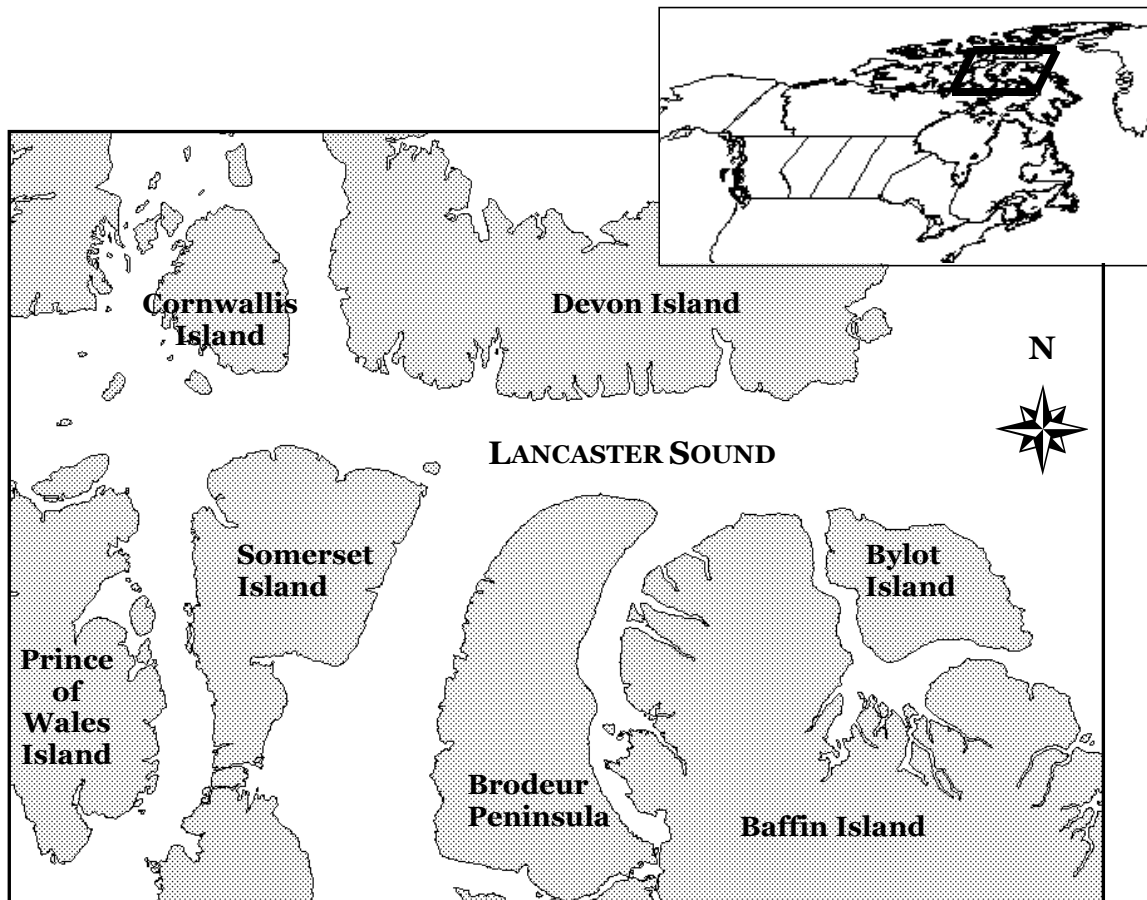 Cornwallis
Island
Devon Island
N
LANCASTER SOUND
Somerset
Island
Bylot
Island
Prince
of
Wales
Island
Brodeur
Peninsula
Baffin Island